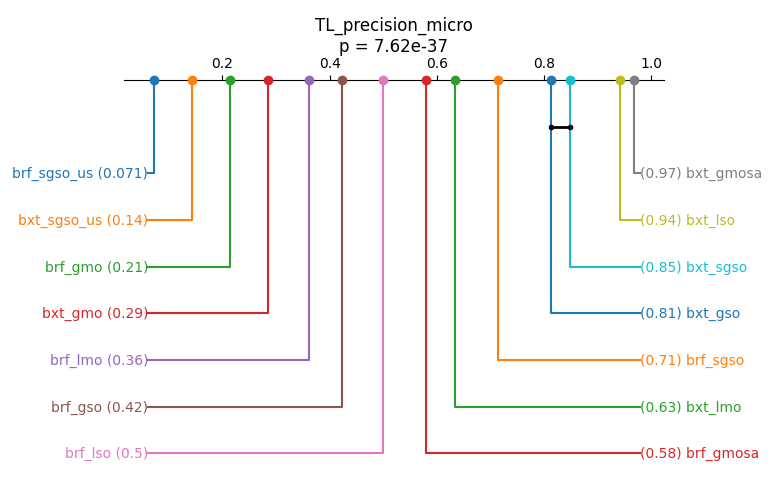 TL_precision_micro
p = 7.62e-37
0.2 0.4 0.6 0.8 1.0
brf_sgso_us (0.071) (0.97) bxt_gmosa
bxt_sgso_us (0.14) (0.94) bxt_lso
brf_gmo (0.21) (0.85) bxt_sgso
bxt_gmo (0.29) (0.81) bxt_gso
brf_lmo (0.36) (0.71) brf_sgso
brf_gso (0.42) (0.63) bxt_lmo
brf_lso (0.5) (0.58) brf_gmosa